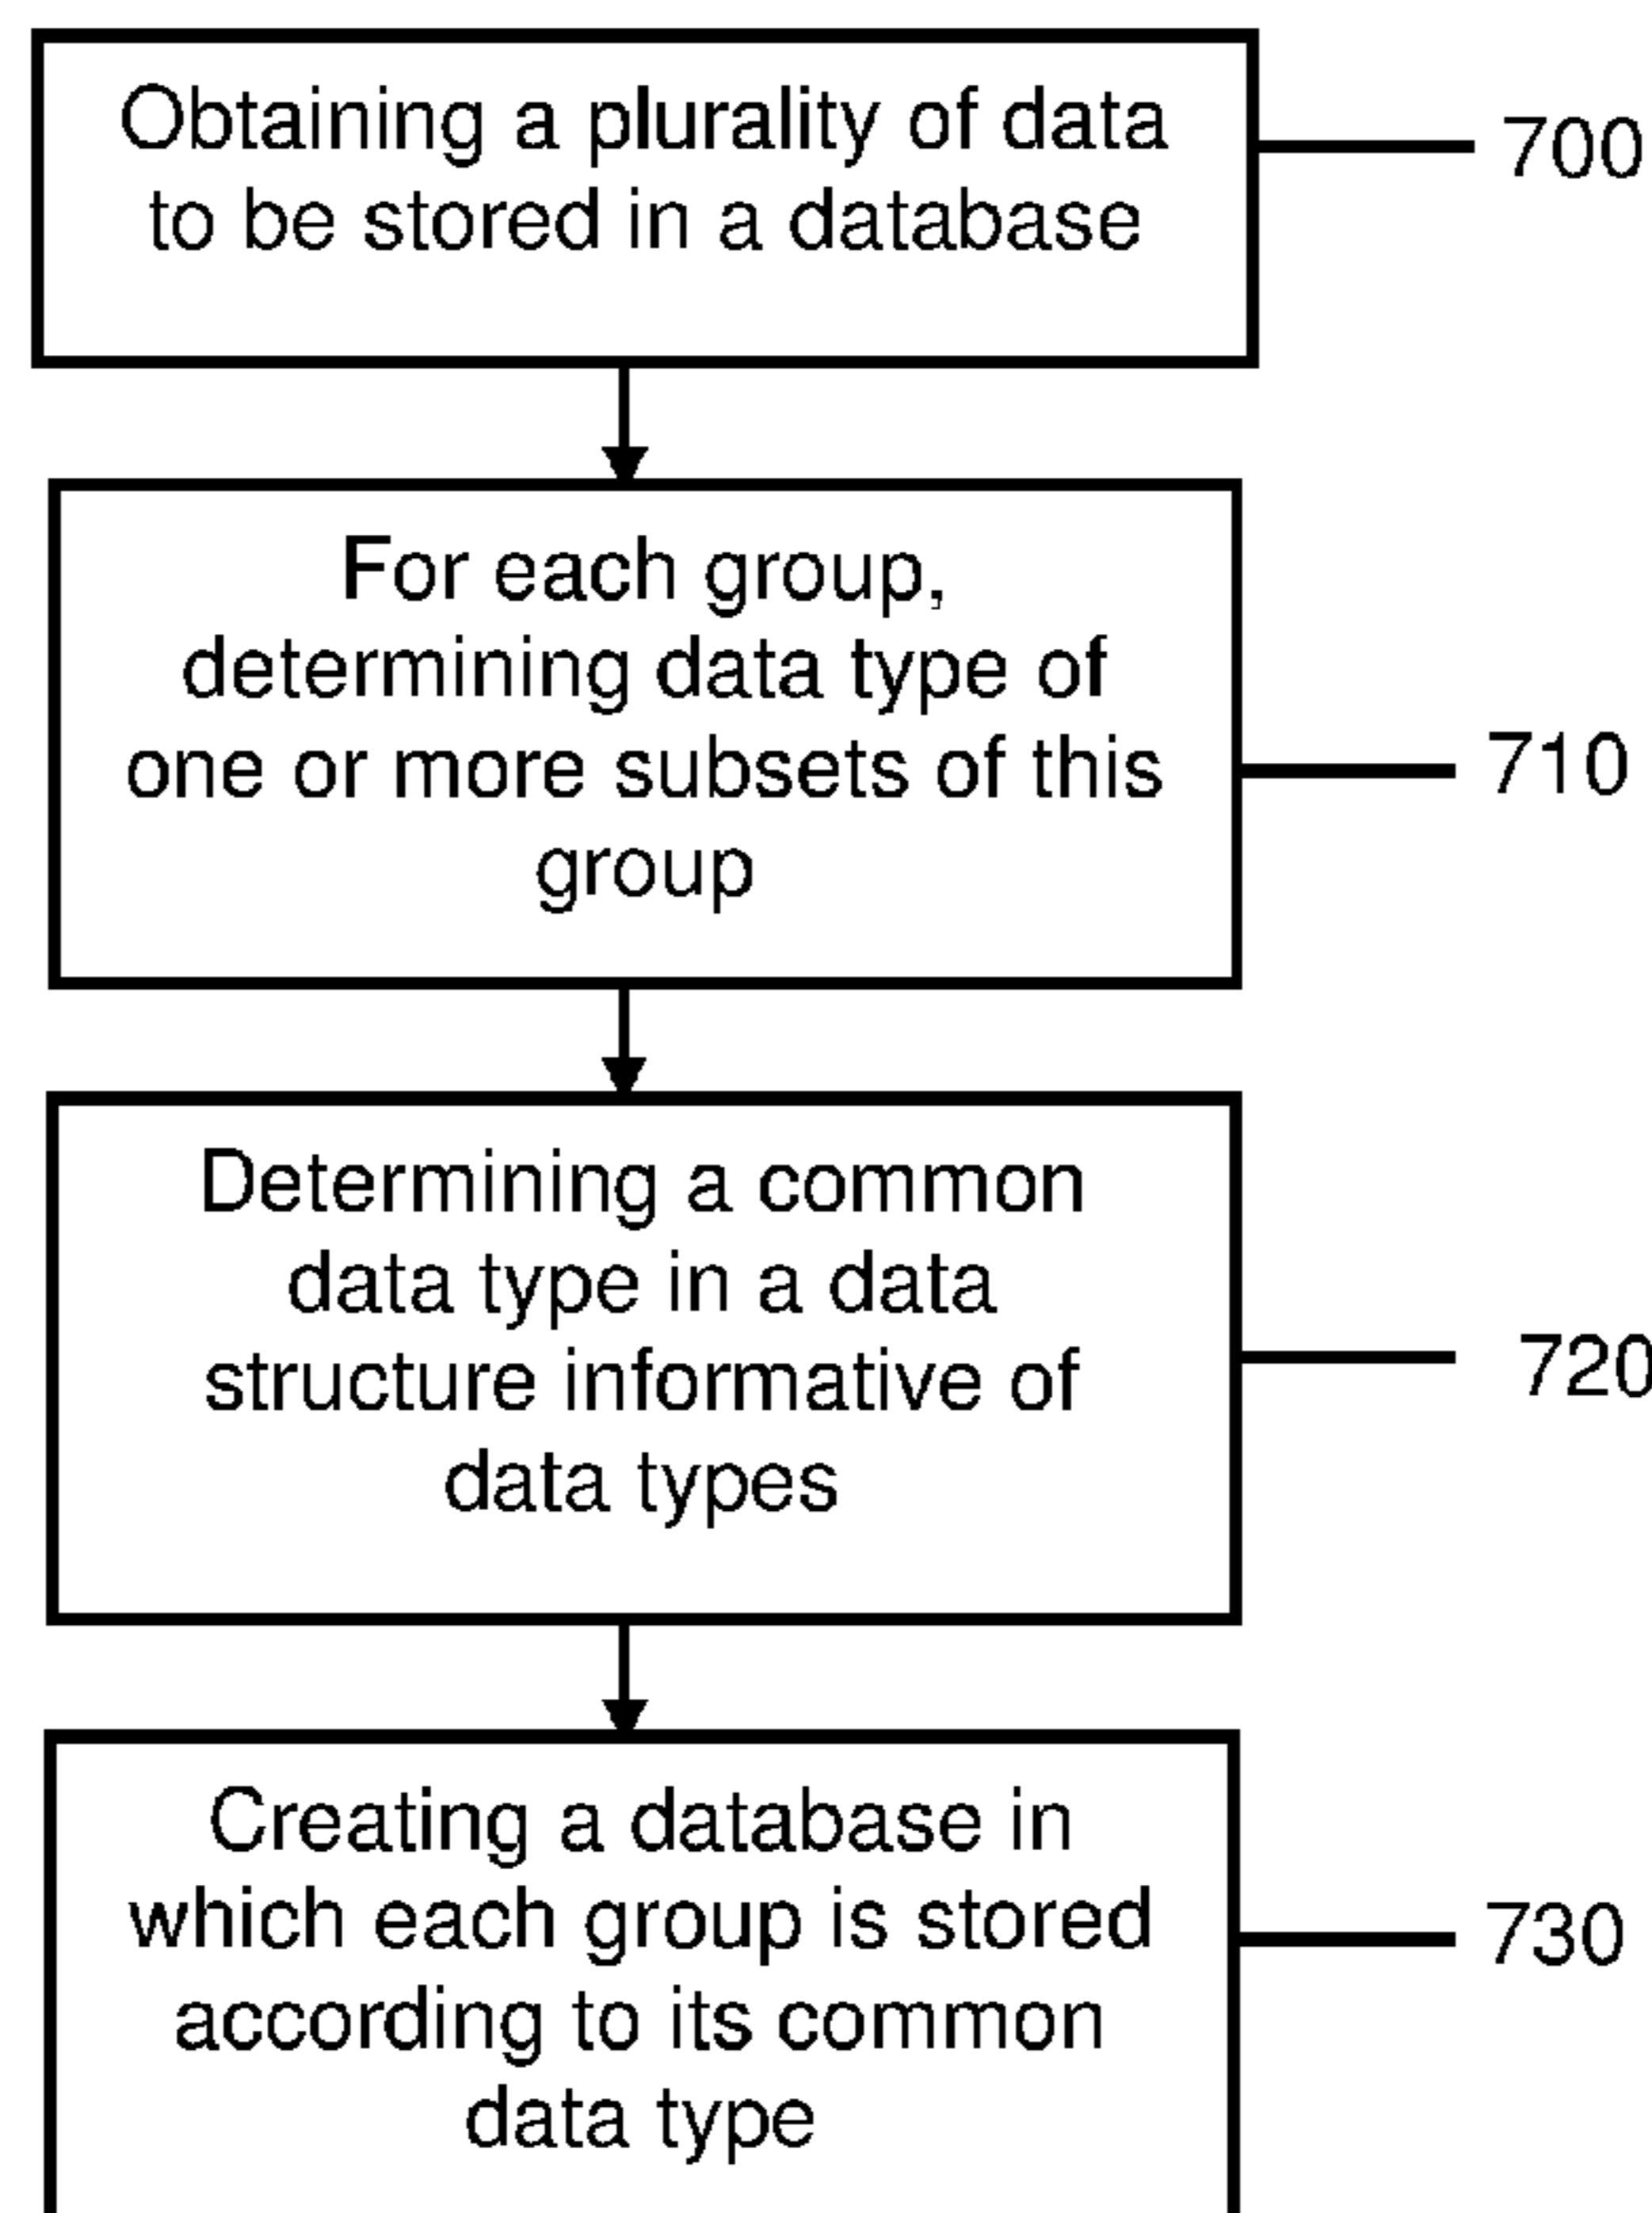 Obtaining a plurality of data
to be stored in a database
700
For each group,
determining data type of
one or more subsets of this
group
710
Determining a common
data type in a data
structure informative of
data types
720
Creating a database in
which each group is stored
according to its common
data type
730